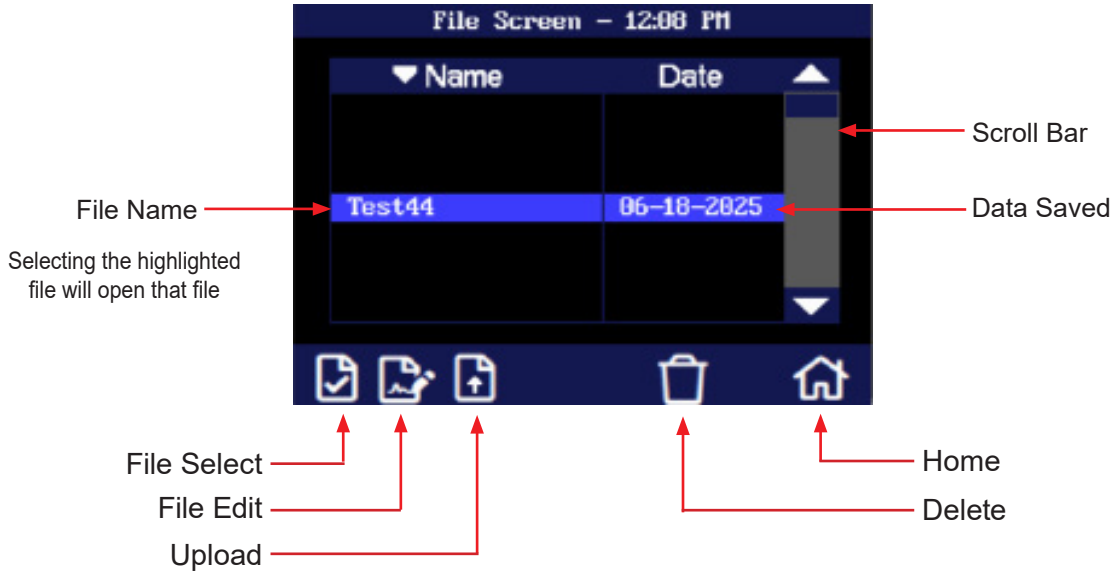 File Screen - 12:08 PM
Name Date
Scroll Bar
File Name
Test44 06-18-2025
Data Saved
Selecting the highlighted
file will open that file
File Select
Home
File Edit
Delete
Upload